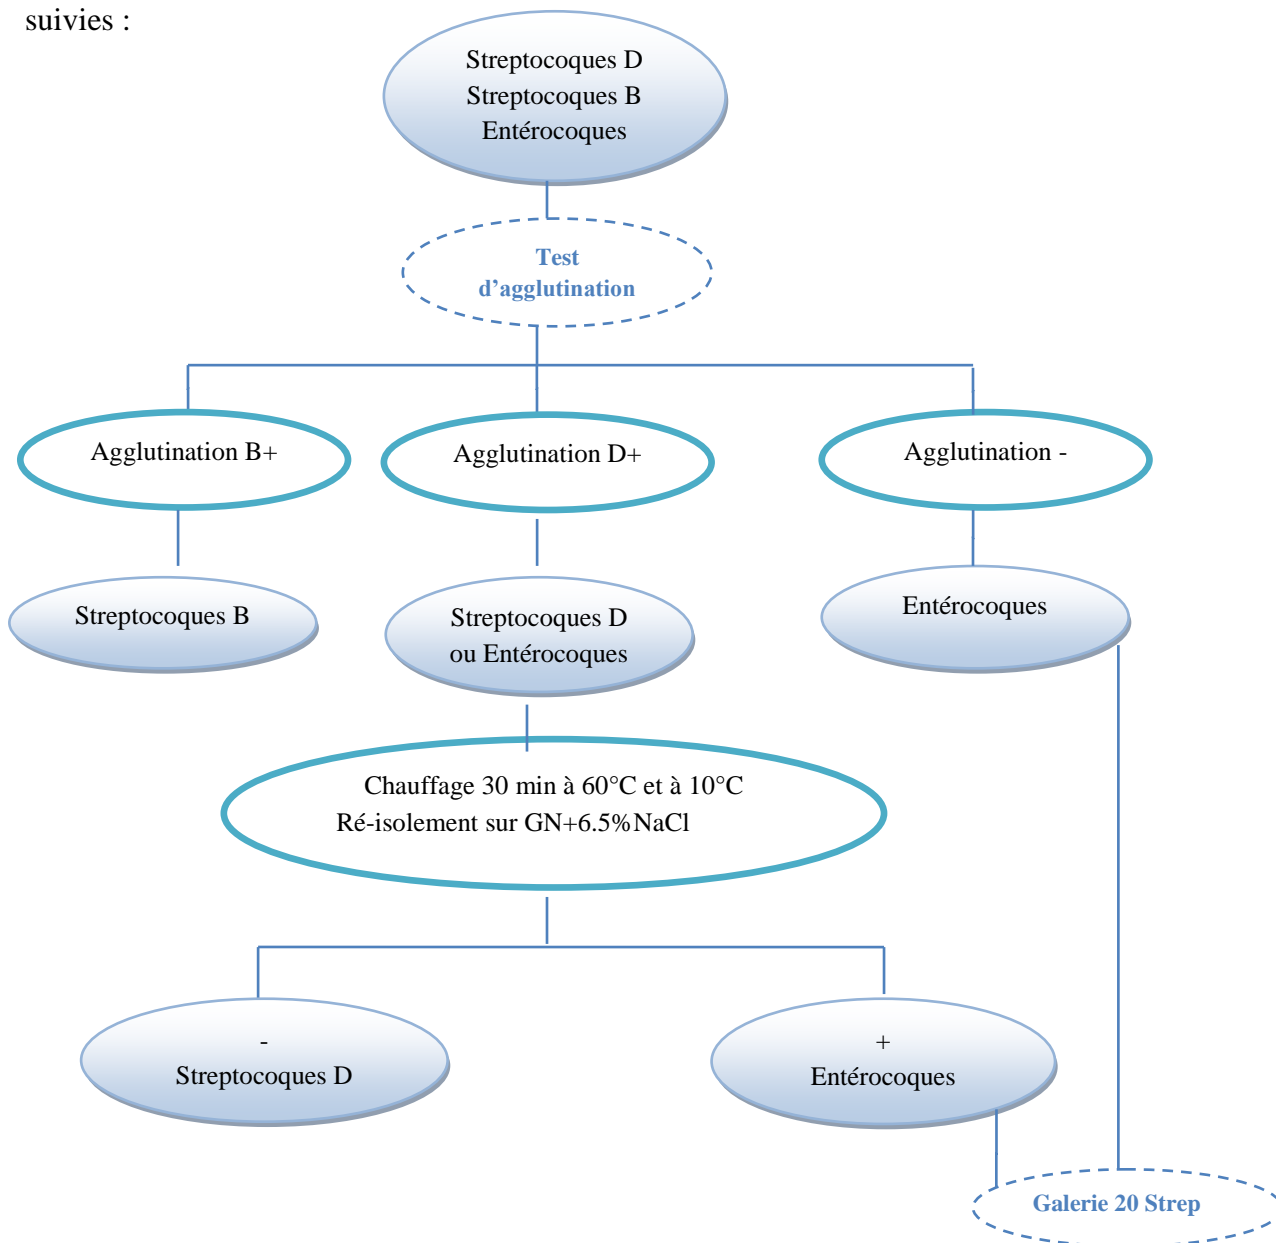 suivies :
Streptocoques D
Streptocoques B
Entérocoques
Test
d'agglutination
Agglutination B+
Agglutination D+
Agglutination -
Streptocoques B
Streptocoques D
ou Entérocoques
Entérocoques
Chauffage 30 min à 60°C et à 10°C
Ré-isolement sur GN+6.5%NaCl
-
Streptocoques D
+
Entérocoques
Galerie 20 Strep